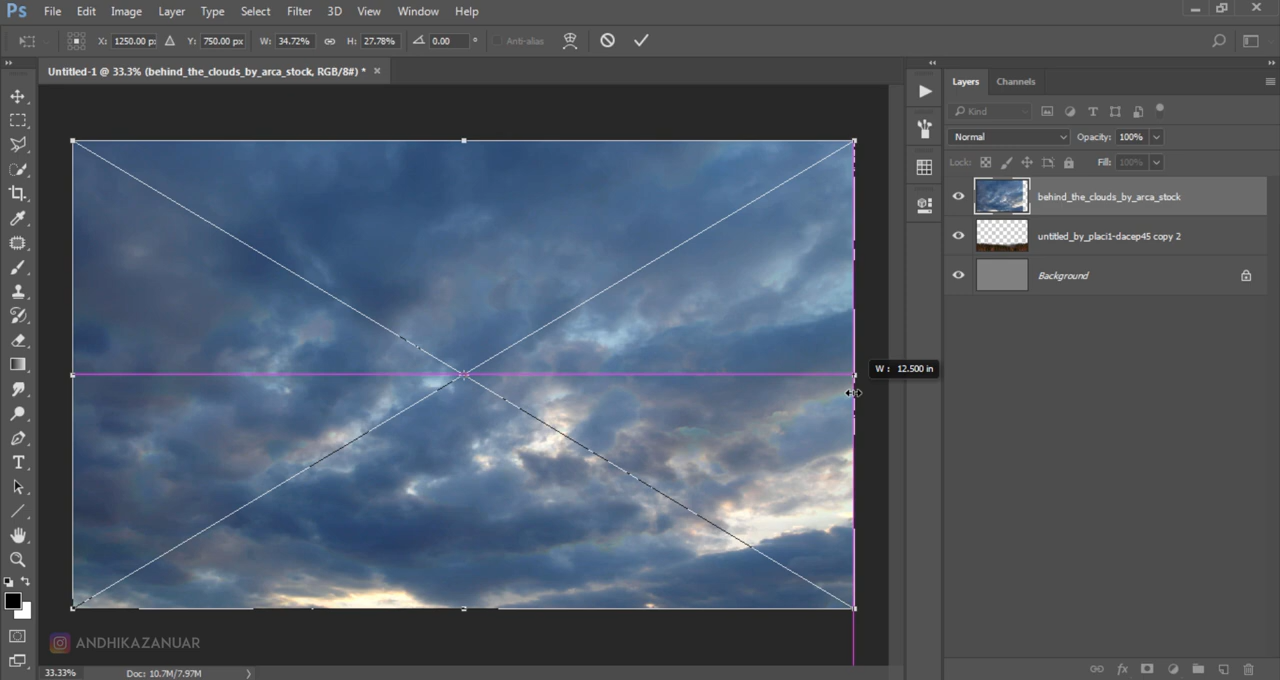 Ps File Edit Image Layer Type Select Filter 3D View Window Help
X: 1250.00 p: Y: 750.00 px W: 34.72% H: 27.78% 0.00 ° Anti-alias
Untitled-1 @ 33.3% (behind_the_clouds_by_arca_stock, RGB/8#) * ×
Layers Channels
Kind
Normal Opacity: 100%
Lock: Fill: 100%
behind_the_clouds_by_arca_stock
untitled_by_placi1-dacep45 copy 2
Background
W : 12.500 in
T
ANDHIKAZANUAR
33.33% Doc: 10.7M/7.97M
fx